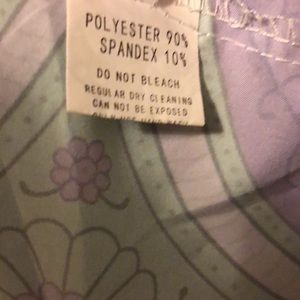 POLYESTER 90%
SPANDEX 10%
DO NOT BLEACH
REGULAR DRY CLEANING
CAN NOT BE EXPOSED